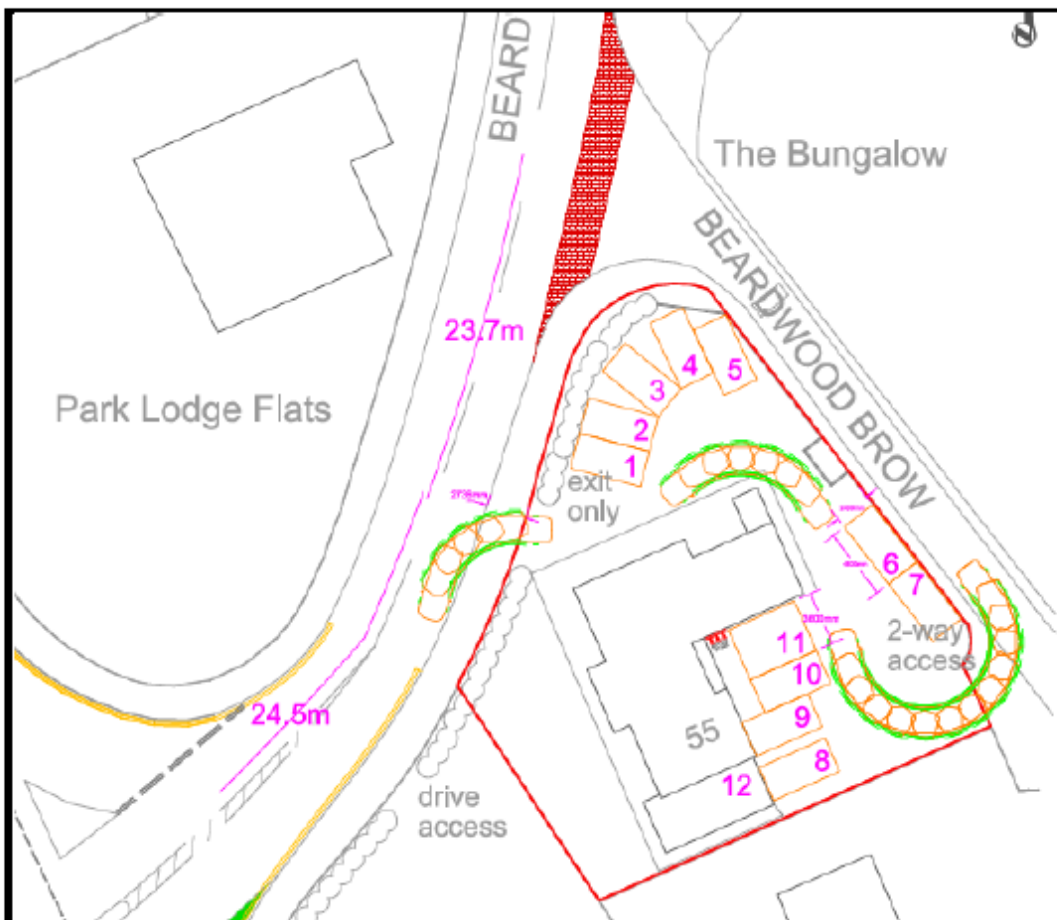 BEARD
The Bungalow
BEARDWOOD BROW
23.7m
Park Lodge Flats
4
5
3
2
1
exit
only
6
7
2-way
access
11
10
9
8
12
55
24.5m
drive
access